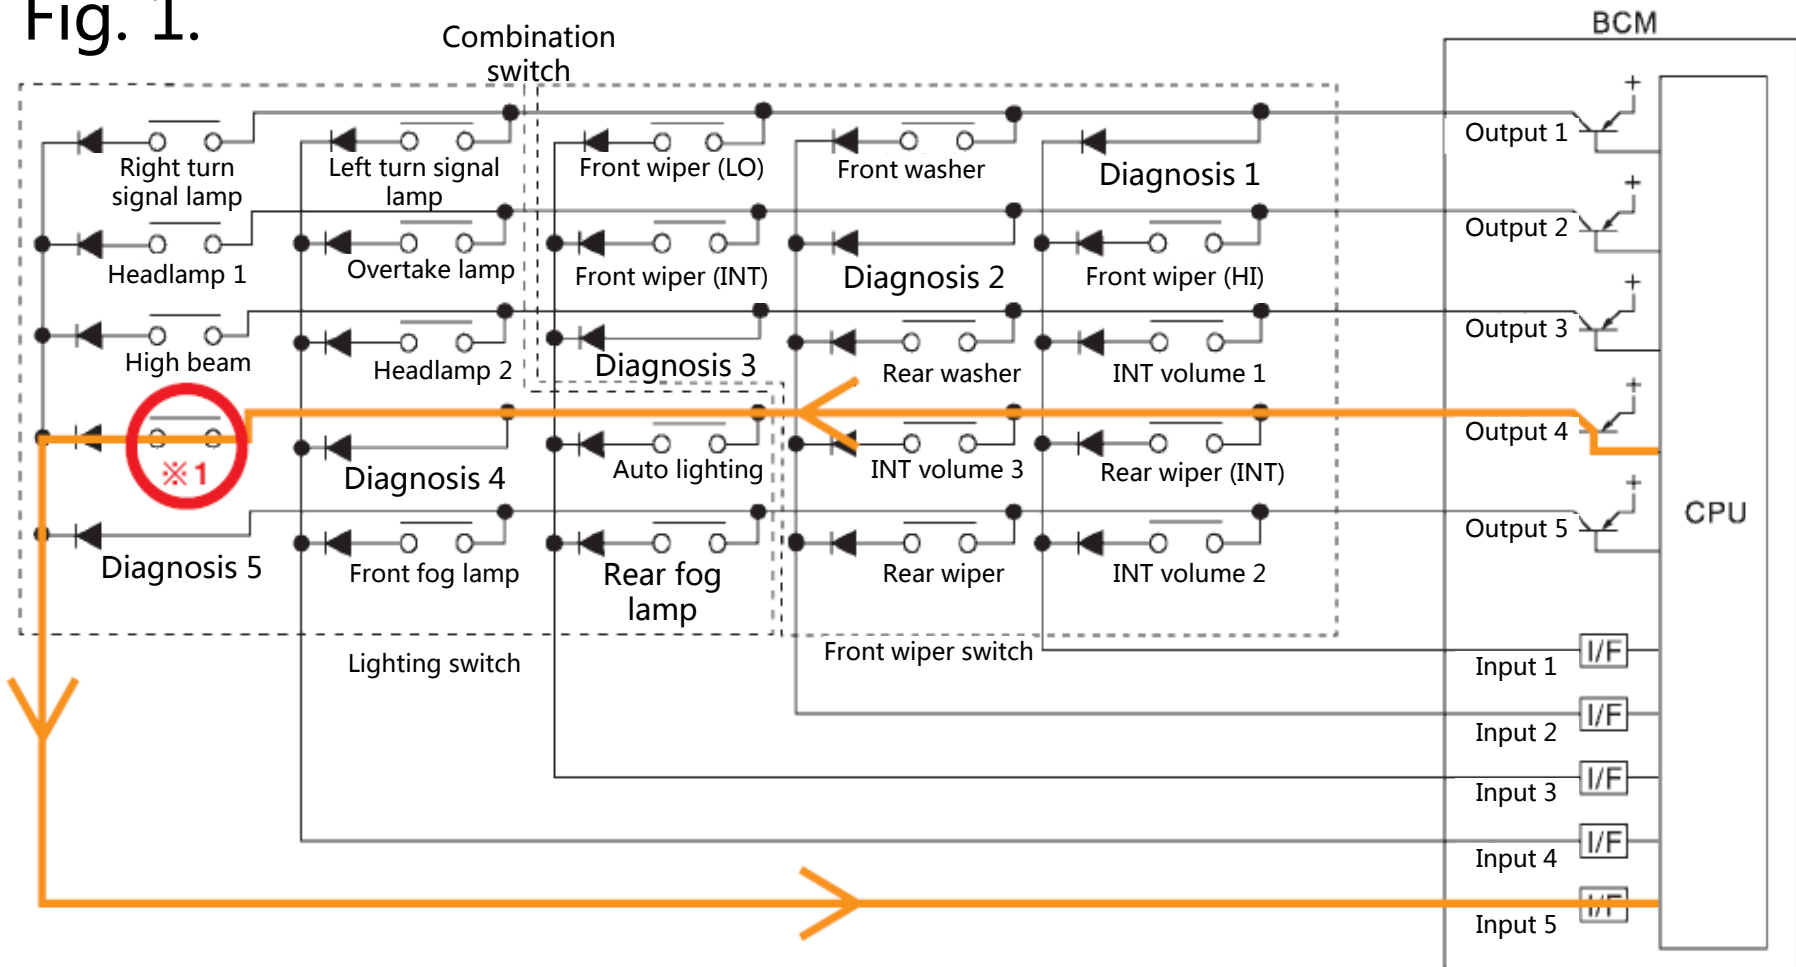 Fig. 1.
Combination
switch
BCM
Right turn
signal lamp
Left turn signal
lamp
Front wiper (LO)
Front washer
Diagnosis 1
Output 1
+
Headlamp 1
Overtake lamp
Front wiper (INT)
Diagnosis 2
Front wiper (HI)
Output 2
+
High beam
Headlamp 2
Diagnosis 3
Rear washer
INT volume 1
Output 3
+
※1
Diagnosis 4
Auto lighting
INT volume 3
Rear wiper (INT)
Output 4
+
Diagnosis 5
Front fog lamp
Rear fog
lamp
Rear wiper
INT volume 2
Output 5
+
CPU
Lighting switch
Front wiper switch
Input 1
I/F
Input 2
I/F
Input 3
I/F
Input 4
I/F
Input 5
I/F